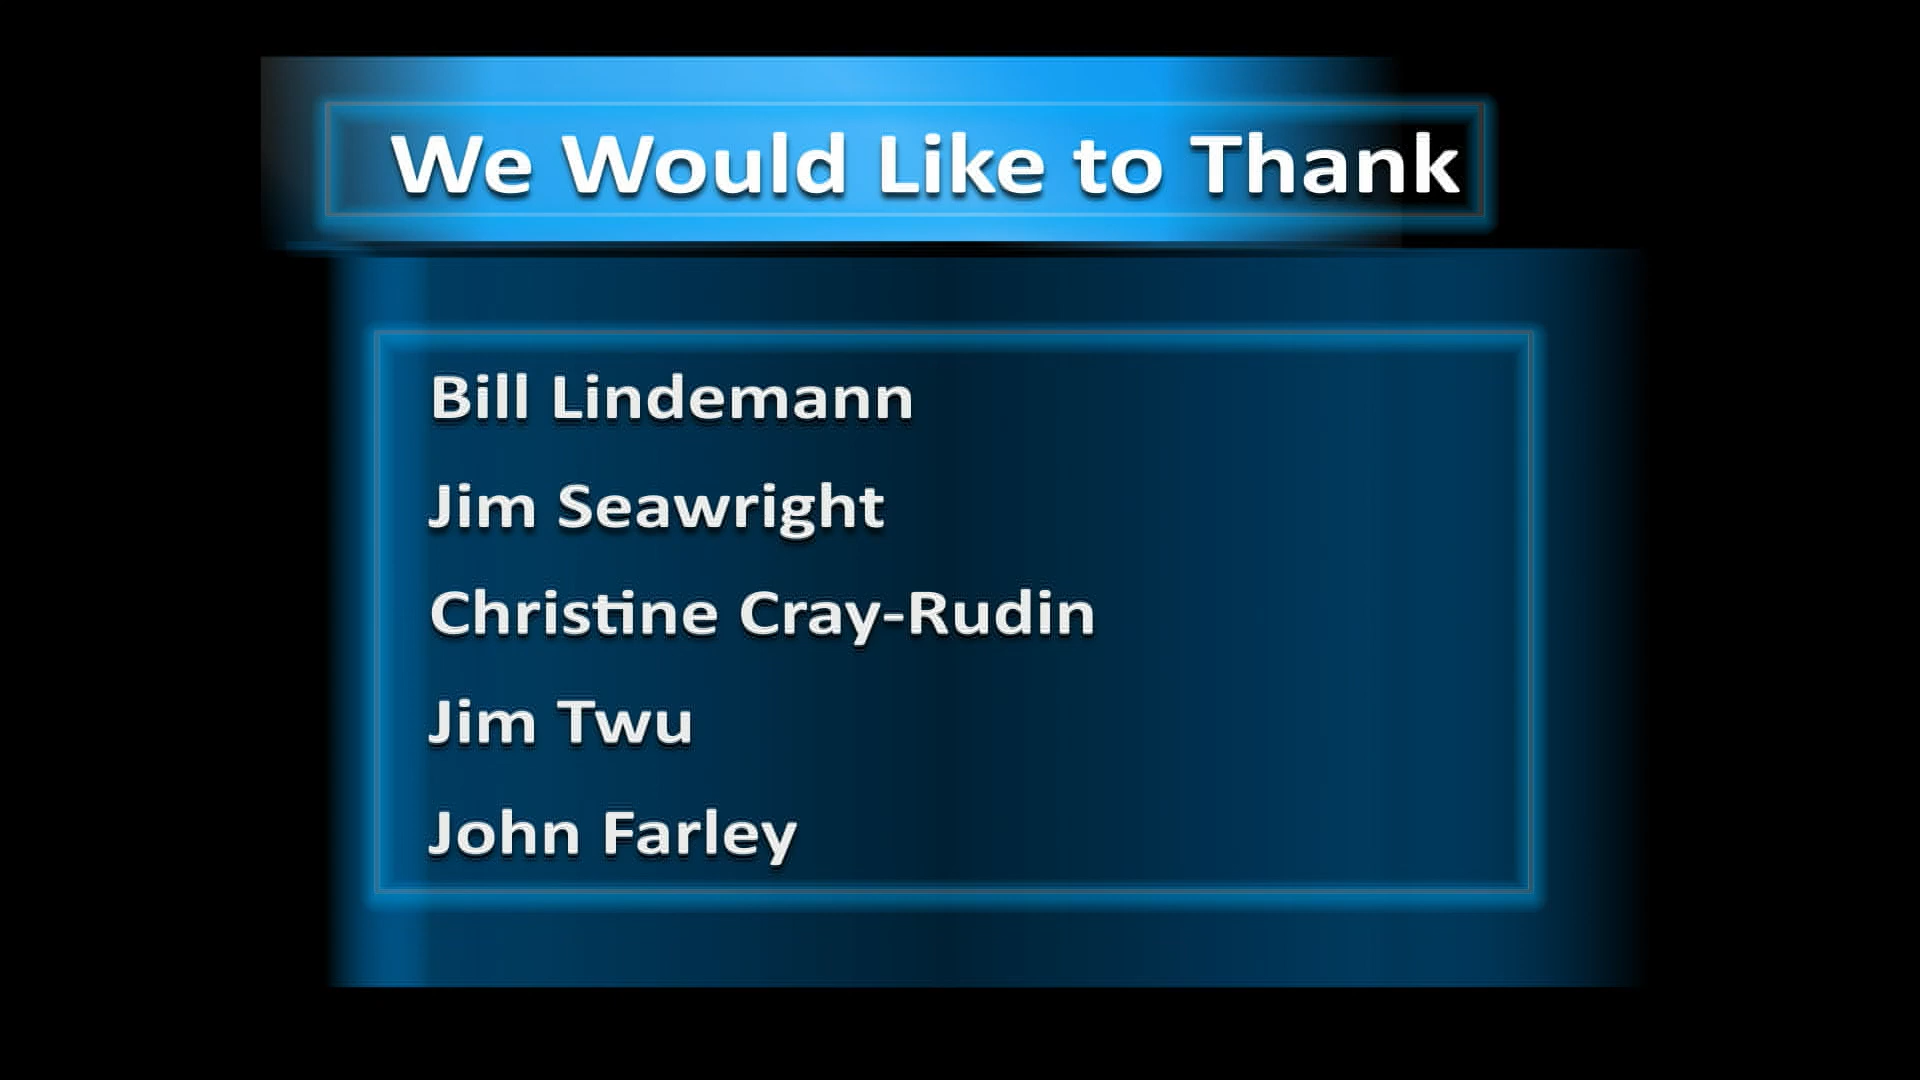 We Would Like to Thank
Bill Lindemann
Jim Seawright
Christine Cray-Rudin
Jim Twu
John Farley